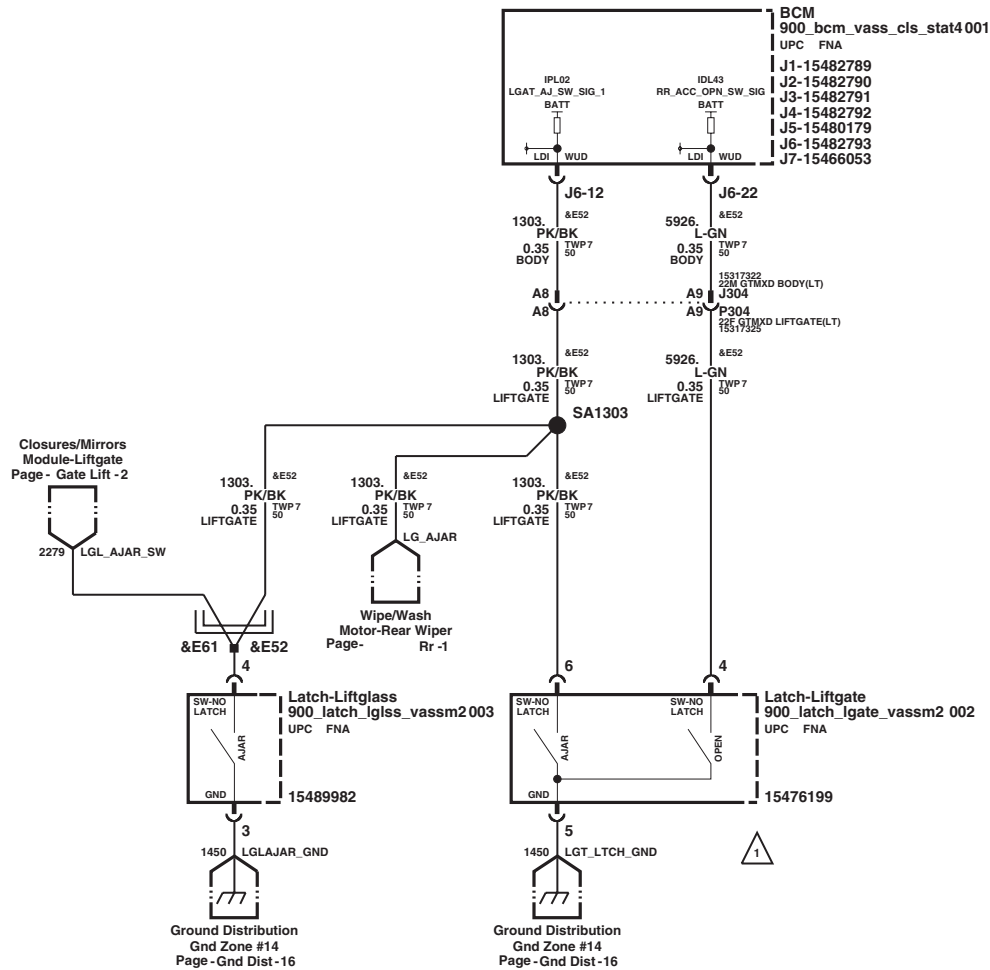 BCM
900_bcm_vass_cls_stat4 001
UPC FNA
J1-15482789
J2-15482790
J3-15482791
J4-15482792
J5-15480179
J6-15482793
J7-15466053
IPL02
LGAT_AJ_SW_SIG_1
BATT
IDL43
RR_ACC_OPN_SW_SIG
BATT
LDI WUD
LDI WUD
J6-12
J6-22
1303. &E52
PK/BK
0.35 TWP 7
BODY 50
5926. &E52
L-GN
0.35 TWP 7
BODY 50
15317322
22M GTMXD BODY(LT)
A8
A9 J304
A8
A9 P304
22F GTMXD LIFTGATE(LT)
15317325
1303. &E52
PK/BK
0.35 TWP 7
LIFTGATE 50
5926. &E52
L-GN
0.35 TWP 7
LIFTGATE 50
SA1303
Closures/Mirrors
Module-Liftgate
Page - Gate Lift -2
1303. &E52
PK/BK
0.35 TWP 7
LIFTGATE 50
1303. &E52
PK/BK
0.35 TWP 7
LIFTGATE 50
1303. &E52
PK/BK
0.35 TWP 7
LIFTGATE 50
2279 LGL_AJAR_SW
LG_AJAR
Wipe/Wash
Motor-Rear Wiper
Page- Rr -1
&E61 &E52
4
6
4
SW-NO
LATCH
AJAR
GND
Latch-Liftglass
900_latch_lglss_vassm2 003
UPC FNA
15489982
SW-NO
LATCH
AJAR
SW-NO
LATCH
OPEN
GND
Latch-Liftgate
900_latch_lgate_vassm2 002
UPC FNA
15476199
3
5
1450 LGLAJAR_GND
1450 LGT_LTCH_GND
1
Ground Distribution
Gnd Zone #14
Page - Gnd Dist -16
Ground Distribution
Gnd Zone #14
Page - Gnd Dist -16